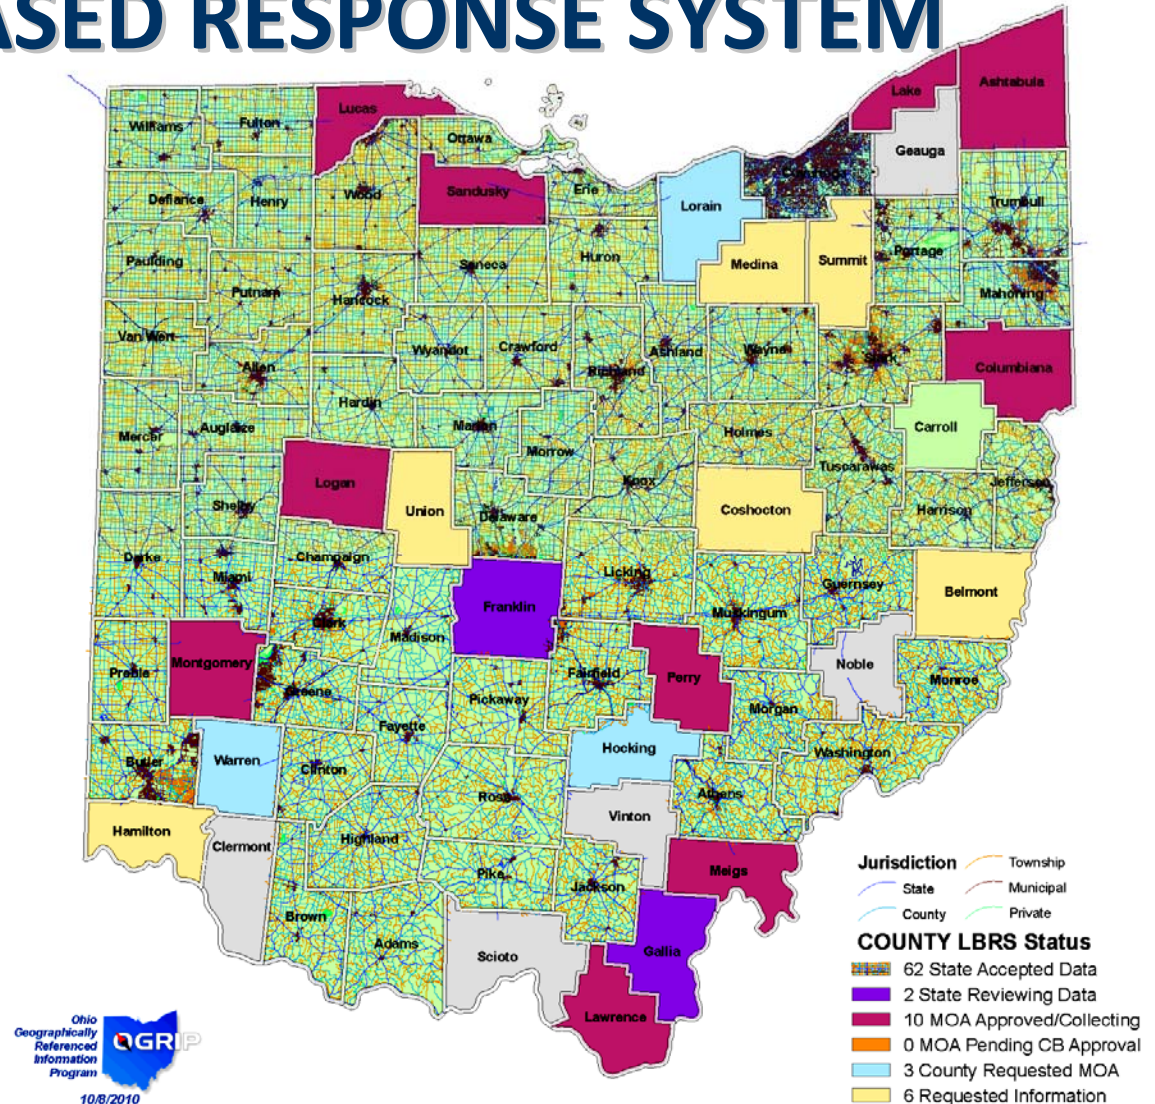 ASED RESPONSE SYSTEM
Ashtabula
Lake
Lucas
Geauga
Williams
Fulton
Ottawa
Sandusky
Erie
Lorain
Defiance
Henry
Wood
Trumbull
Portage
Medina
Summit
Paulding
Seneca
Huron
Putnam
Hancock
Mahoning
Van Wert
Wyandot
Crawford
Ashland
Wayne
Stark
Allen
Richland
Columbiana
Hardin
Carroll
Mercer
Auglaize
Marion
Holmes
Morrow
Tuscarawas
Logan
Knox
Jefferson
Shelby
Union
Delaware
Coshocton
Harrison
Darke
Champaign
Miami
Licking
Guernsey
Belmont
Franklin
Muskingum
Clark
Madison
Montgomery
Preble
Fairfield
Perry
Noble
Monroe
Greene
Pickaway
Morgan
Fayette
Hocking
Washington
Butler
Warren
Clinton
Ross
Athens
Vinton
Hamilton
Clermont
Highland
Pike
Jackson
Meigs
Brown
Adams
Scioto
Gallia
Lawrence
Jurisdiction
State
County
Township
Municipal
Private
COUNTY LBRS Status
62 State Accepted Data
2 State Reviewing Data
10 MOA Approved/Collecting
0 MOA Pending CB Approval
3 County Requested MOA
6 Requested Information
Ohio
Geographically
Referenced
Information
Program
OGRIP
10/8/2010